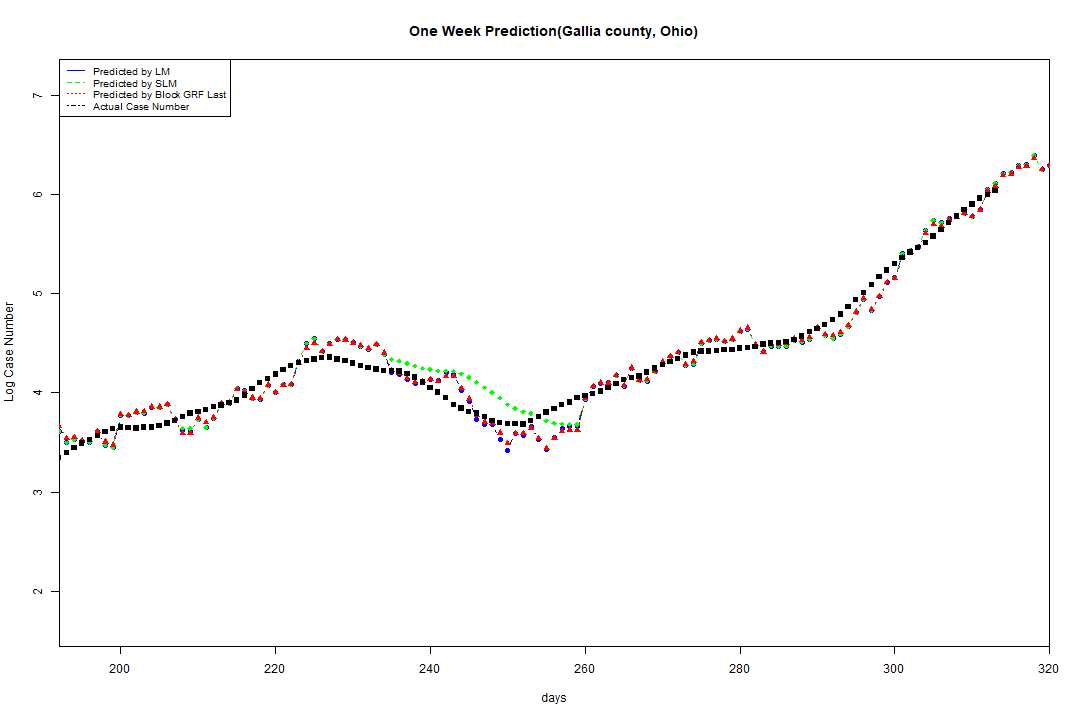 One Week Prediction(Gallia county, Ohio)
Predicted by LM
Predicted by SLM
Predicted by Block GRF Last
Actual Case Number
7
6
5
4
3
2
Log Case Number
200
220
240
260
280
300
320
days